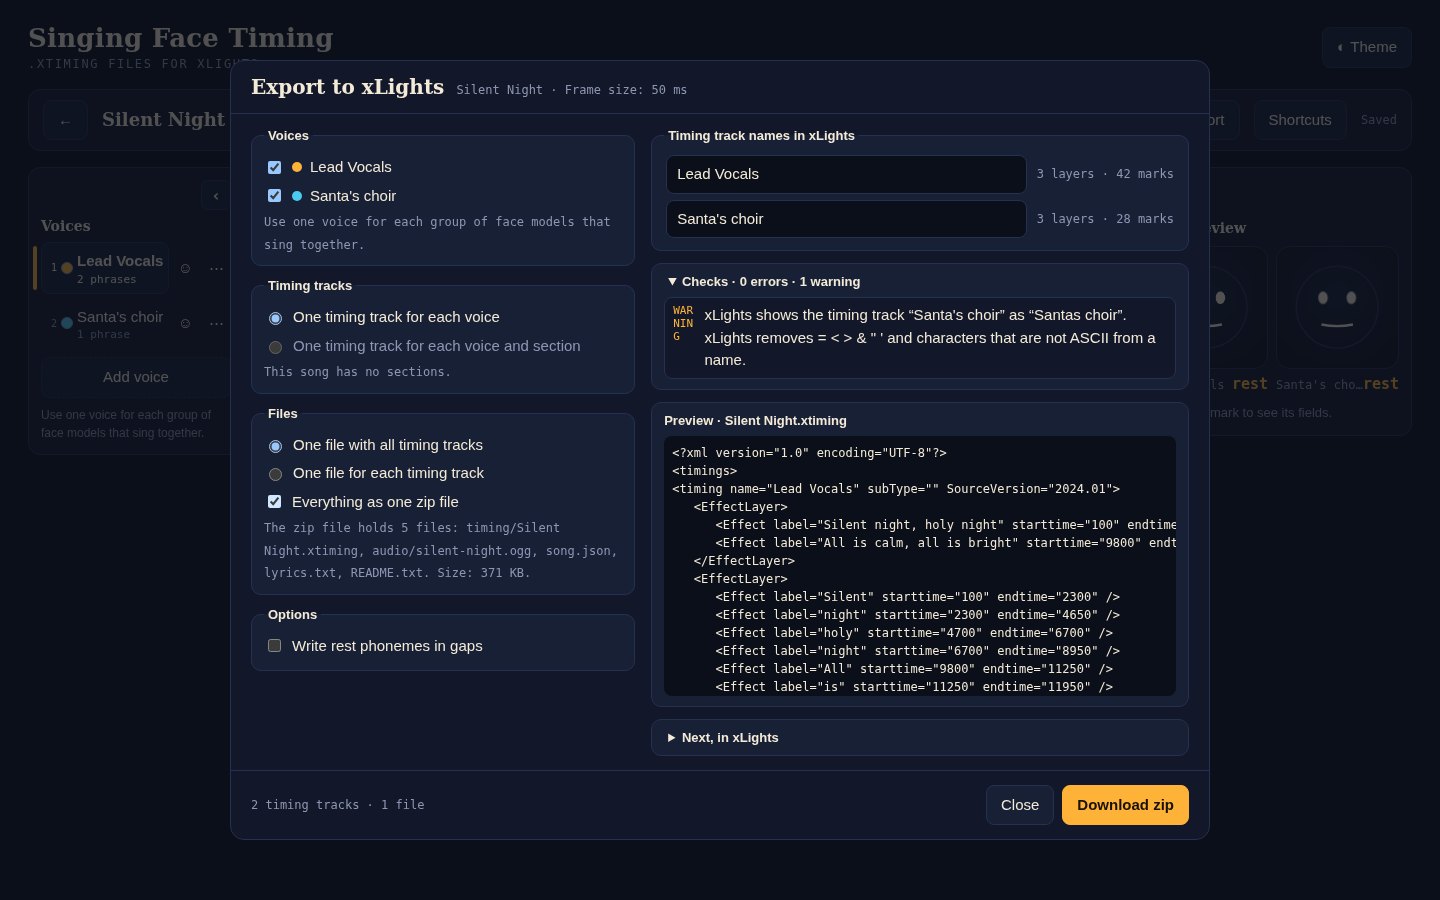 Singing Face Timing
.XTIMING FILES FOR XLIGHTS
Theme
←
Silent Night
Shortcuts
Saved
Voices
1
Lead Vocals
2 phrases
2
Santa's choir
1 phrase
Add voice
Use one voice for each group of
face models that sing together.
rest
Santa's cho…
rest
mark to see its fields.
Export to xLights
Silent Night · Frame size: 50 ms
Voices
Lead Vocals
Santa's choir
Use one voice for each group of face models that
sing together.
Timing tracks
One timing track for each voice
One timing track for each voice and section
This song has no sections.
Files
One file with all timing tracks
One file for each timing track
Everything as one zip file
The zip file holds 5 files: timing/Silent
Night.xtiming, audio/silent-night.ogg, song.json,
lyrics.txt, README.txt. Size: 371 KB.
Options
Write rest phonemes in gaps
Timing track names in xLights
Lead Vocals
3 layers · 42 marks
Santa's choir
3 layers · 28 marks
Checks · 0 errors · 1 warning
WAR
NIN
G
xLights shows the timing track “Santa's choir” as “Santas choir”.
xLights removes = < > & " ' and characters that are not ASCII from a
name.
Preview · Silent Night.xtiming
<?xml version="1.0" encoding="UTF-8"?>
<timings>
<timing name="Lead Vocals" subType="" SourceVersion="2024.01">
<EffectLayer>
<Effect label="Silent night, holy night" starttime="100" endtime
<Effect label="All is calm, all is bright" starttime="9800" endt
</EffectLayer>
<EffectLayer>
<Effect label="Silent" starttime="100" endtime="2300" />
<Effect label="night" starttime="2300" endtime="4650" />
<Effect label="holy" starttime="4700" endtime="6700" />
<Effect label="night" starttime="6700" endtime="8950" />
<Effect label="All" starttime="9800" endtime="11250" />
<Effect label="is" starttime="11250" endtime="11950" />
Next, in xLights
2 timing tracks · 1 file
Close
Download zip